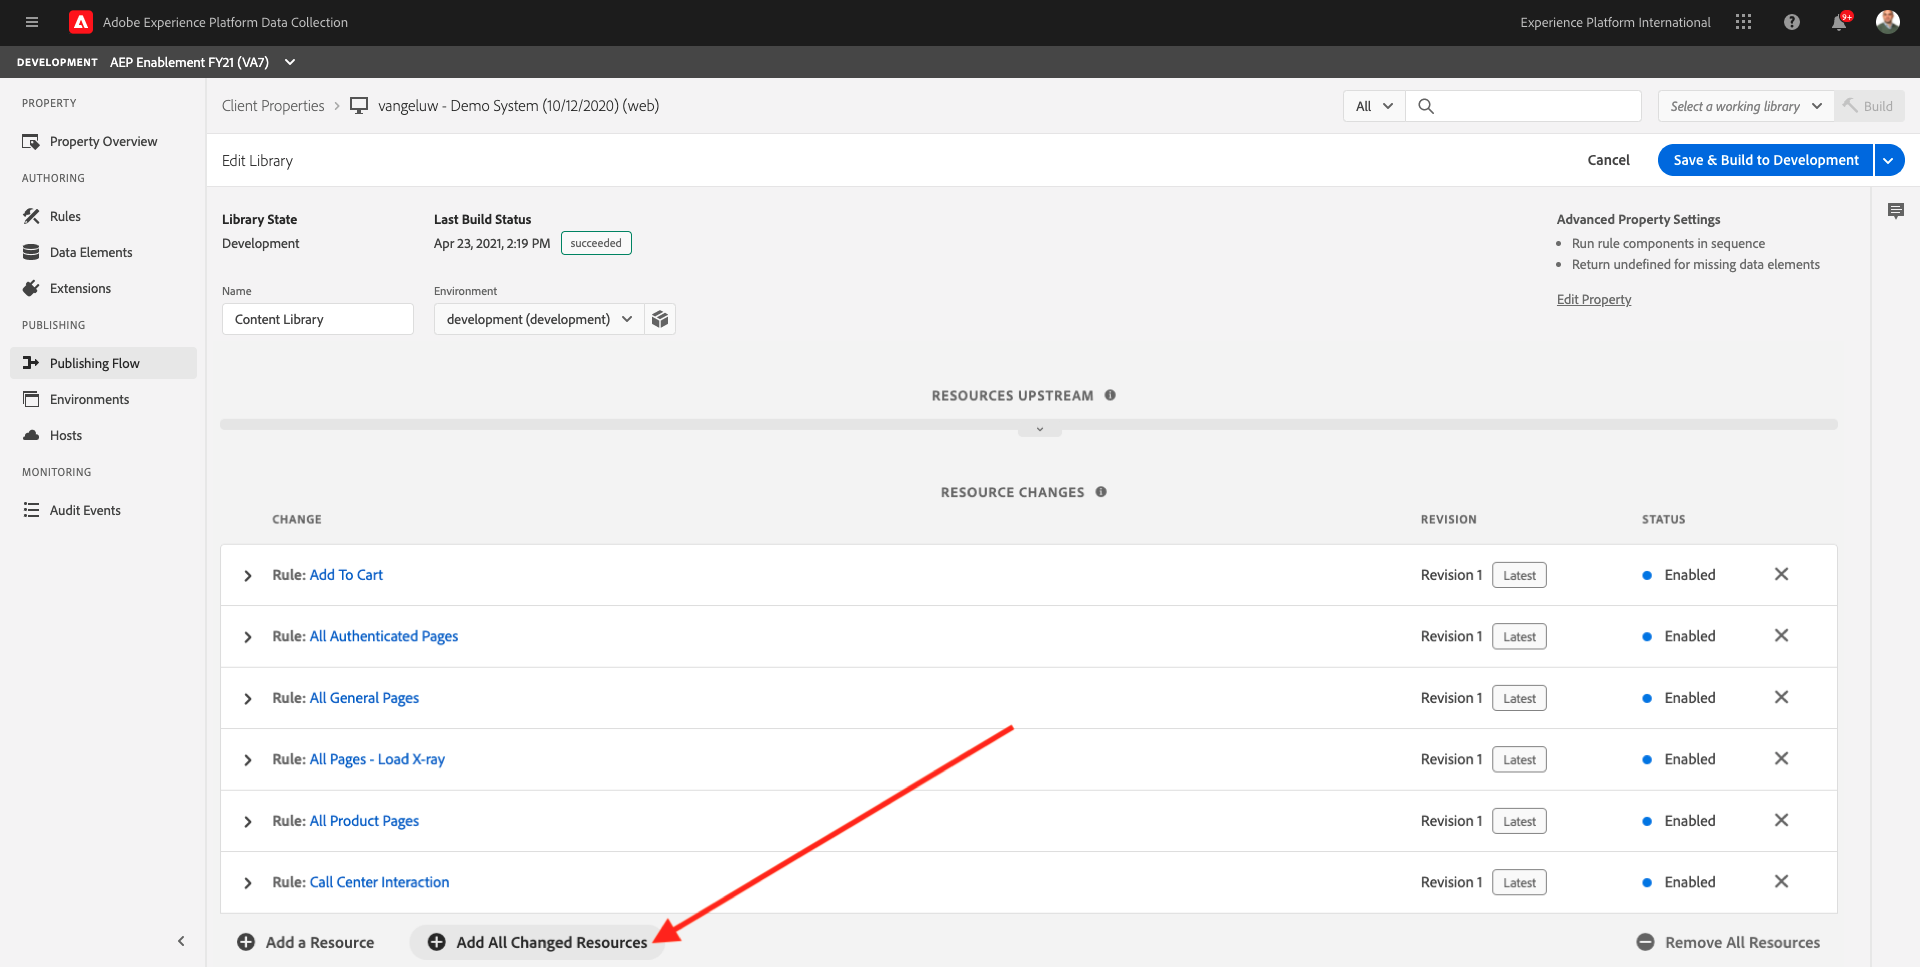 Adobe Experience Platform Data Collection
Experience Platform International
9+
DEVELOPMENT AEP Enablement FY21 (VA7)
PROPERTY
Property Overview
AUTHORING
Rules
Data Elements
Extensions
PUBLISHING
Publishing Flow
Environments
Hosts
MONITORING
Audit Events
Client Properties > vangeluw - Demo System (10/12/2020) (web)
All
Select a working library
Build
Edit Library
Cancel
Save & Build to Development
Library State
Development
Last Build Status
Apr 23, 2021, 2:19 PM succeeded
Name
Content Library
Environment
development (development)
Advanced Property Settings
• Run rule components in sequence
• Return undefined for missing data elements
Edit Property
RESOURCES UPSTREAM
RESOURCE CHANGES
CHANGE REVISION STATUS
Rule: Add To Cart Revision 1 Latest Enabled
Rule: All Authenticated Pages Revision 1 Latest Enabled
Rule: All General Pages Revision 1 Latest Enabled
Rule: All Pages - Load X-ray Revision 1 Latest Enabled
Rule: All Product Pages Revision 1 Latest Enabled
Rule: Call Center Interaction Revision 1 Latest Enabled
Add a Resource
Add All Changed Resources
Remove All Resources